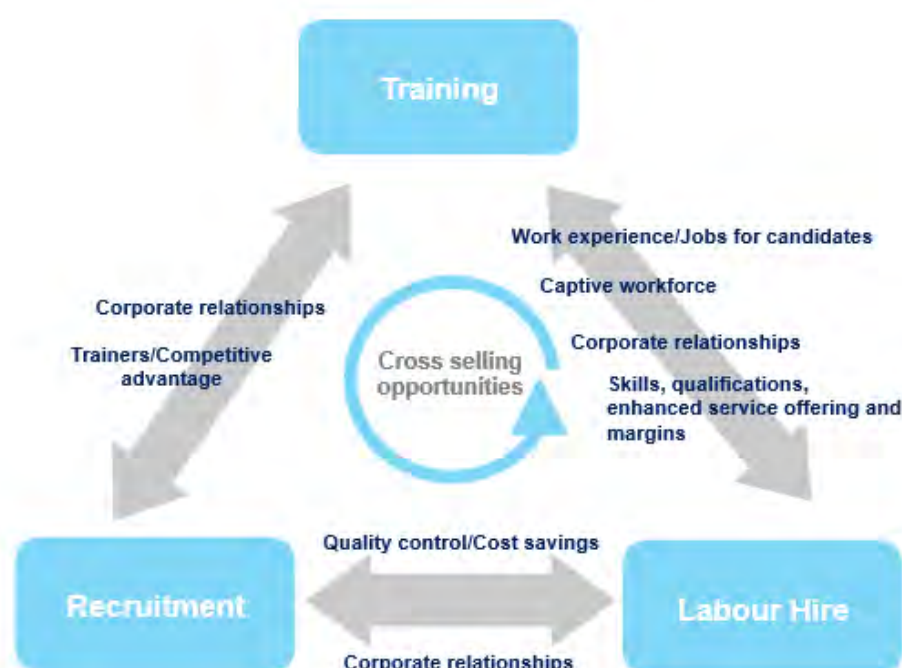 Training
Work experience/Jobs for candidates
Captive workforce
Corporate relationships
Trainers/Competitive
advantage
Cross selling
opportunities
Corporate relationships
Skills, qualifications,
enhanced service offering and
margins
Quality control/Cost savings
Recruitment
Labour Hire
Corporate relationships